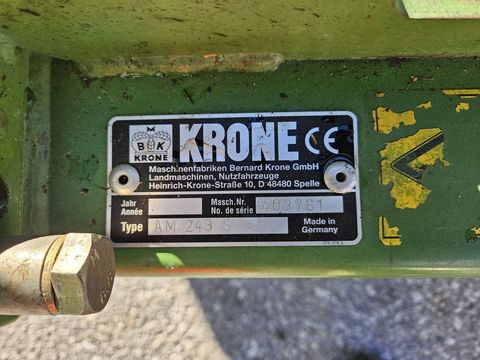 M
B K
KRONE
KRONE CE
Maschinenfabriken Bernard Krone GmbH
Landmaschinen, Nutzfahrzeuge
Heinrich-Krone-Straße 10, D 48480 Spelle
Jahr
Année
Masch.Nr.
No. de série
403761
Type AM 243 S
Made in
Germany